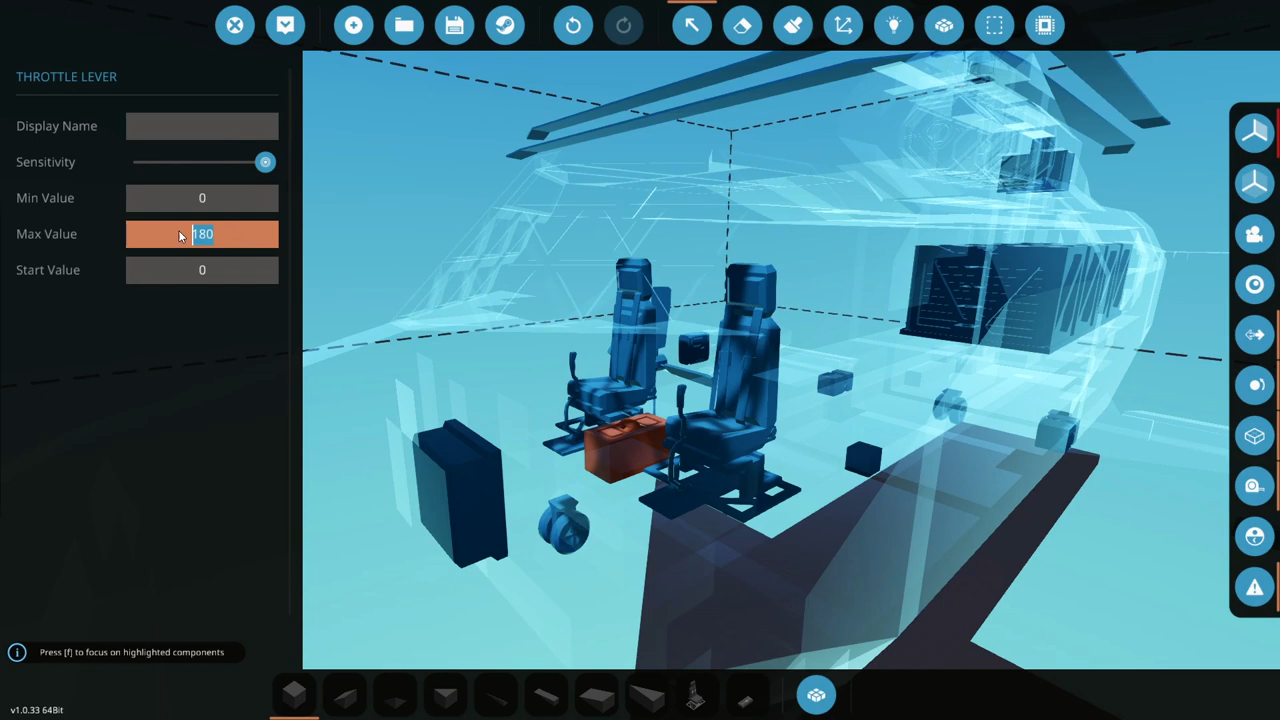 THROTTLE LEVER
Display Name
Sensitivity
Min Value 0
Max Value 180
Start Value 0
Press [f] to focus on highlighted components
v1.0.33 64Bit